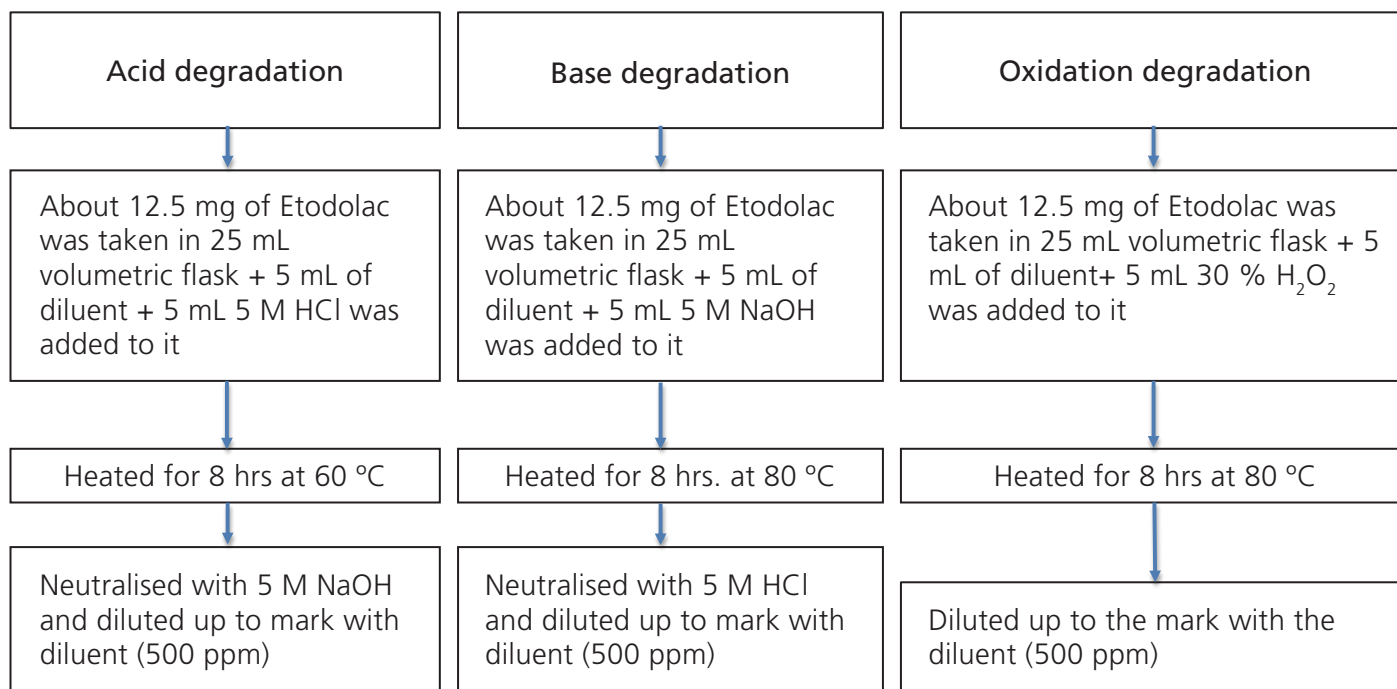 Acid degradation
About 12.5 mg of Etodolac
was taken in 25 mL
volumetric flask + 5 mL of
diluent + 5 mL 5 M HCl was
added to it
Heated for 8 hrs at 60 ºC
Neutralised with 5 M NaOH
and diluted up to mark with
diluent (500 ppm)
Base degradation
About 12.5 mg of Etodolac
was taken in 25 mL
volumetric flask + 5 mL of
diluent + 5 mL 5 M NaOH
was added to it
Heated for 8 hrs. at 80 ºC
Neutralised with 5 M HCl
and diluted up to mark with
diluent (500 ppm)
Oxidation degradation
About 12.5 mg of Etodolac was
taken in 25 mL volumetric flask + 5
mL of diluent+ 5 mL 30 % H₂O₂
was added to it
Heated for 8 hrs at 80 ºC
Diluted up to the mark with the
diluent (500 ppm)